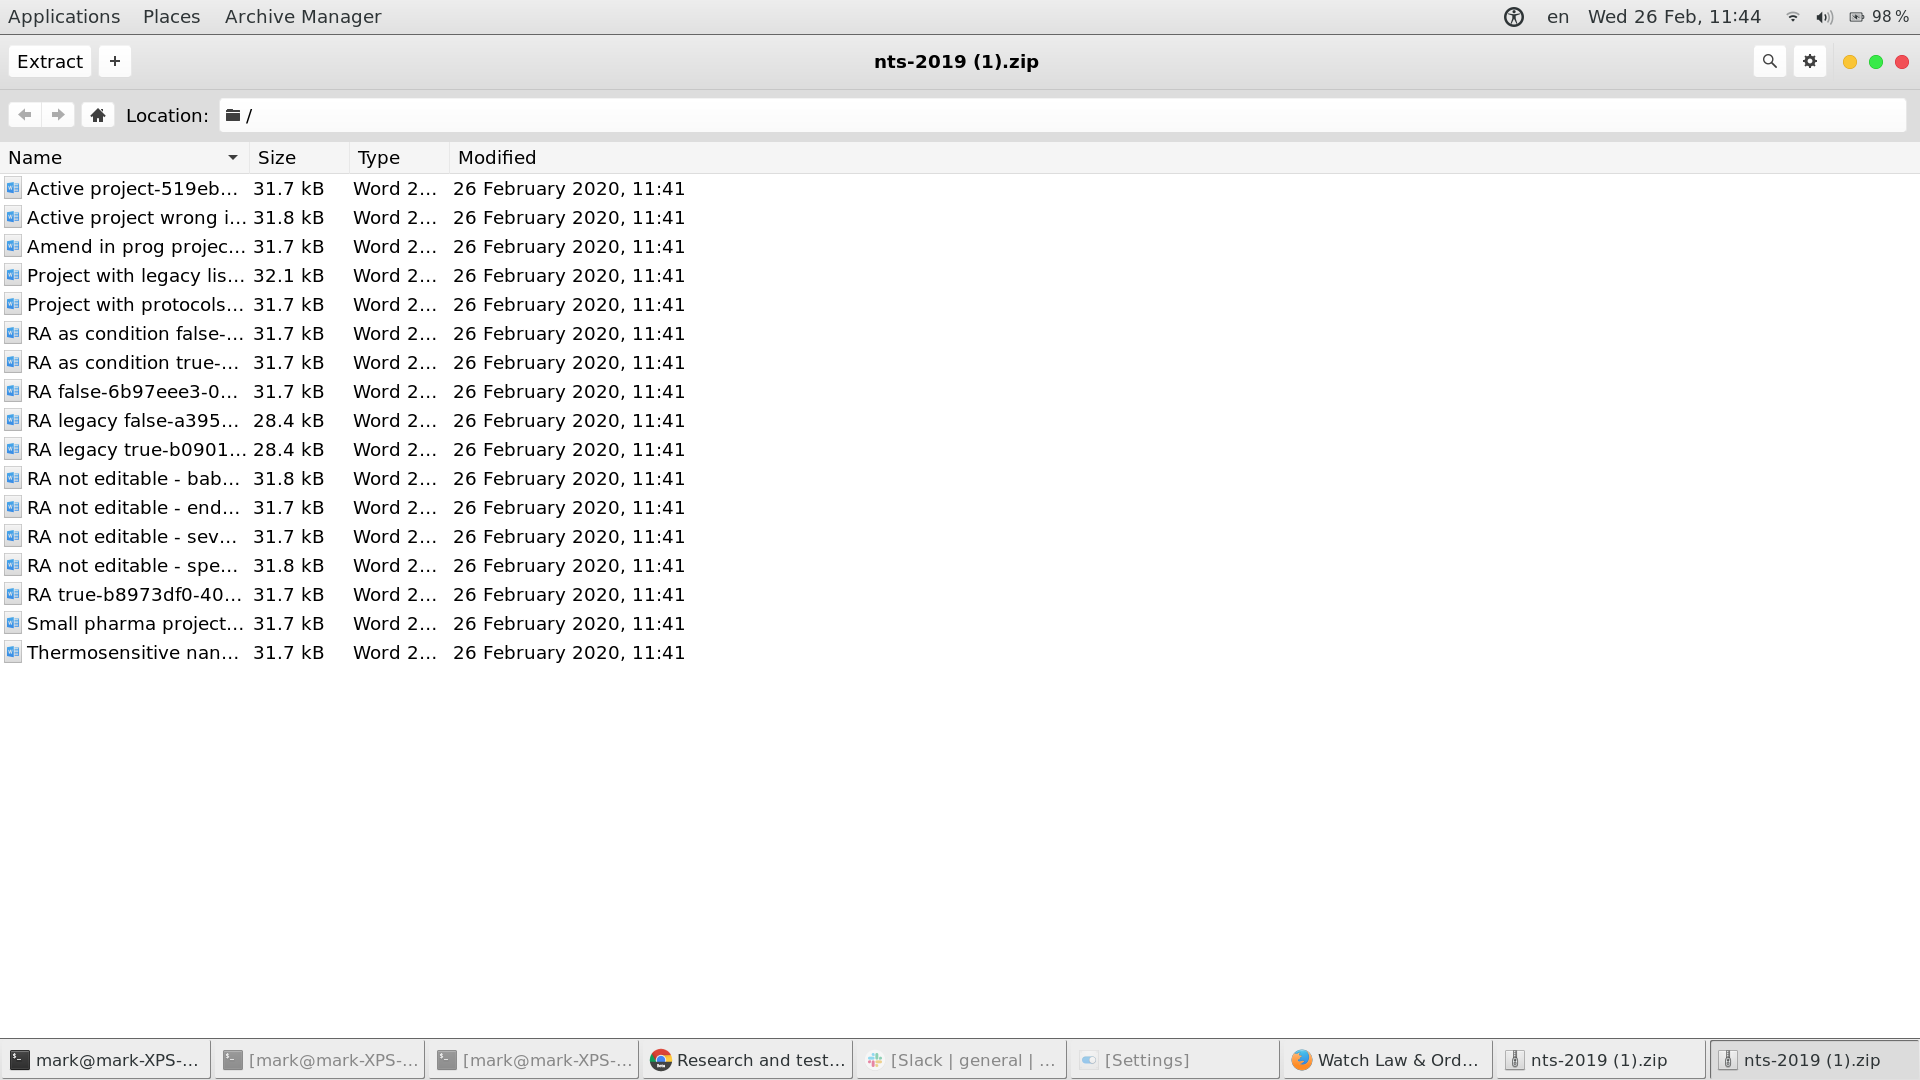 Applications Places Archive Manager en Wed 26 Feb, 11:44 98 %
Extract + nts-2019 (1).zip
Location: /
Name Size Type Modified
Active project-519eb... 31.7 kB Word 2... 26 February 2020, 11:41
Active project wrong i... 31.8 kB Word 2... 26 February 2020, 11:41
Amend in prog projec... 31.7 kB Word 2... 26 February 2020, 11:41
Project with legacy lis... 32.1 kB Word 2... 26 February 2020, 11:41
Project with protocols... 31.7 kB Word 2... 26 February 2020, 11:41
RA as condition false-... 31.7 kB Word 2... 26 February 2020, 11:41
RA as condition true-... 31.7 kB Word 2... 26 February 2020, 11:41
RA false-6b97eee3-0... 31.7 kB Word 2... 26 February 2020, 11:41
RA legacy false-a395... 28.4 kB Word 2... 26 February 2020, 11:41
RA legacy true-b0901... 28.4 kB Word 2... 26 February 2020, 11:41
RA not editable - bab... 31.8 kB Word 2... 26 February 2020, 11:41
RA not editable - end... 31.7 kB Word 2... 26 February 2020, 11:41
RA not editable - sev... 31.7 kB Word 2... 26 February 2020, 11:41
RA not editable - spe... 31.8 kB Word 2... 26 February 2020, 11:41
RA true-b8973df0-40... 31.7 kB Word 2... 26 February 2020, 11:41
Small pharma project... 31.7 kB Word 2... 26 February 2020, 11:41
Thermosensitive nan... 31.7 kB Word 2... 26 February 2020, 11:41
mark@mark-XPS-... [mark@mark-XPS-... [mark@mark-XPS-... Research and test... [Slack | general | ... [Settings] Watch Law & Ord... nts-2019 (1).zip nts-2019 (1).zip